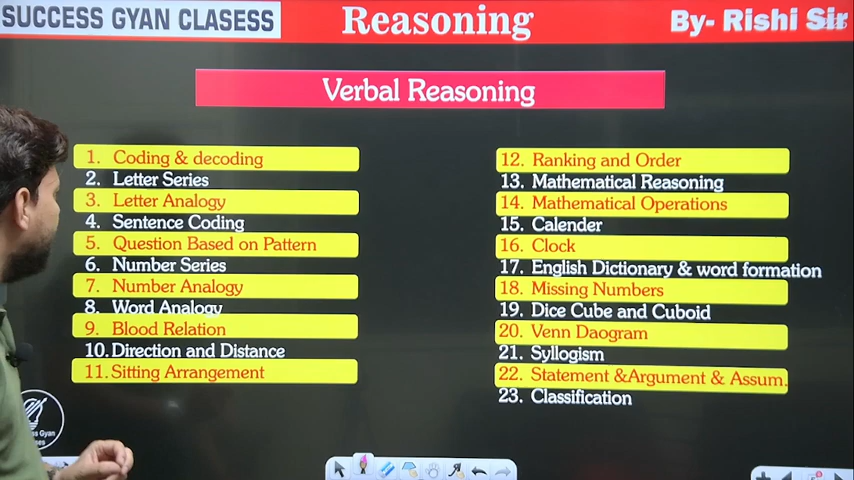 SUCCESS GYAN CLASESS
Reasoning
By- Rishi Sir
Verbal Reasoning
1. Coding & decoding
2. Letter Series
3. Letter Analogy
4. Sentence Coding
5. Question Based on Pattern
6. Number Series
7. Number Analogy
8. Word Analogy
9. Blood Relation
10. Direction and Distance
11. Sitting Arrangement
12. Ranking and Order
13. Mathematical Reasoning
14. Mathematical Operations
15. Calender
16. Clock
17. English Dictionary & word formation
18. Missing Numbers
19. Dice Cube and Cuboid
20. Venn Daogram
21. Syllogism
22. Statement &Argument & Assum.
23. Classification
Gyan